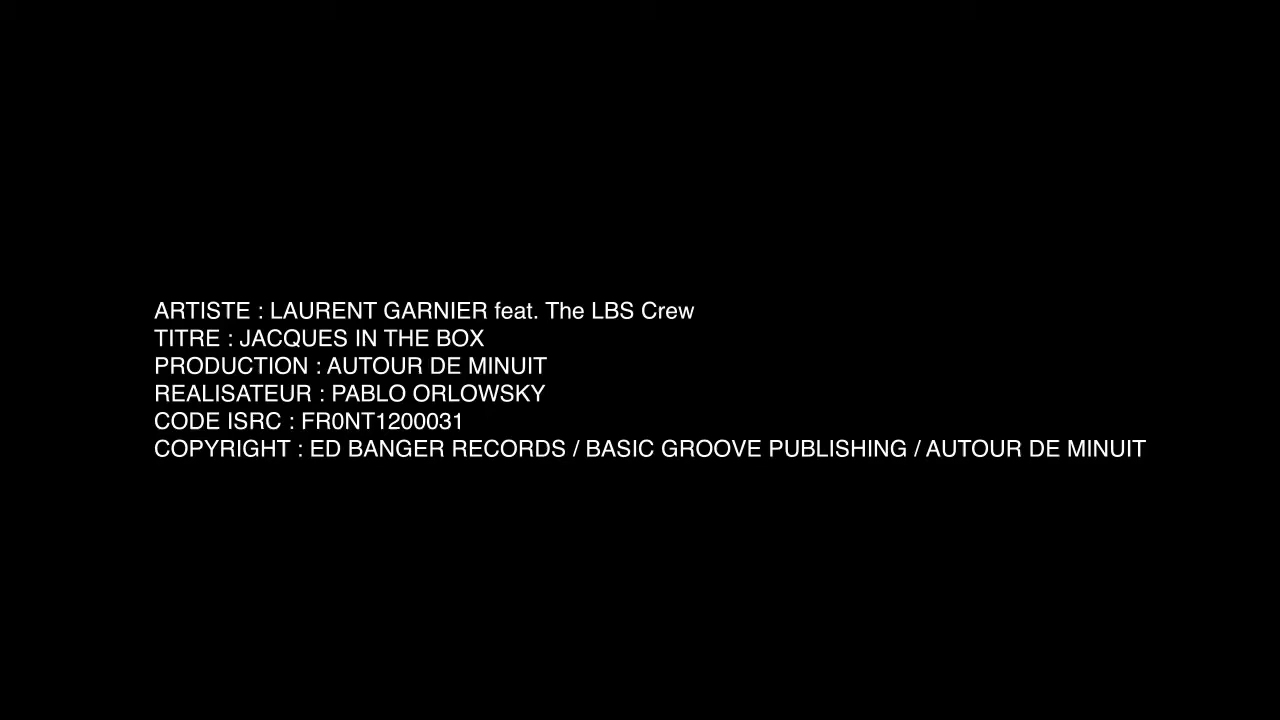 ARTISTE : LAURENT GARNIER feat. The LBS Crew
TITRE : JACQUES IN THE BOX
PRODUCTION : AUTOUR DE MINUIT
REALISATEUR : PABLO ORLOWSKY
CODE ISRC : FR0NT1200031
COPYRIGHT : ED BANGER RECORDS / BASIC GROOVE PUBLISHING / AUTOUR DE MINUIT